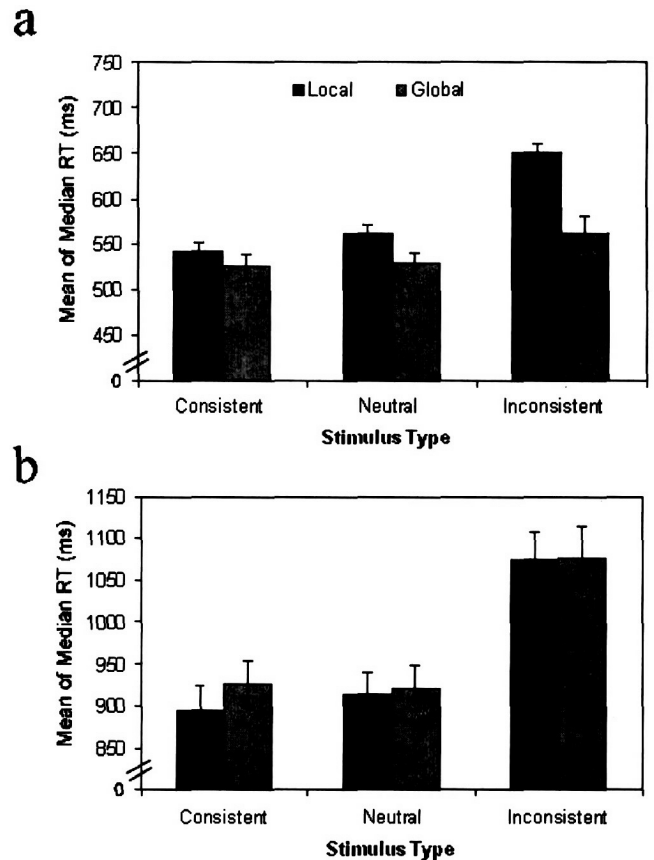 a
750
Local Global
700
650
600
550
500
450
0
Mean of Median RT (ms)
Consistent Neutral Inconsistent
Stimulus Type
b
1150
1100
1050
1000
950
900
850
0
Mean of Median RT (ms)
Consistent Neutral Inconsistent
Stimulus Type